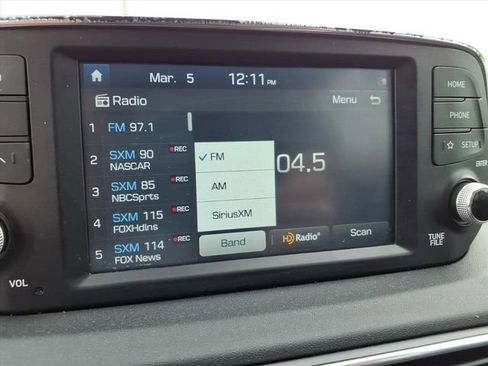 Mar. 5 12:11 PM
Radio Menu
1 FM 97.1
2 SXM 90 REC
NASCAR
3 SXM 85 REC
NBCSprts
4 SXM 115 REC
FOXHdlns
5 SXM 114 REC
FOX News
FM
AM
SiriusXM
04.5
Band HD Radio® Scan
HOME
PHONE
SETUP
ENTER
TUNE
FILE
VOL